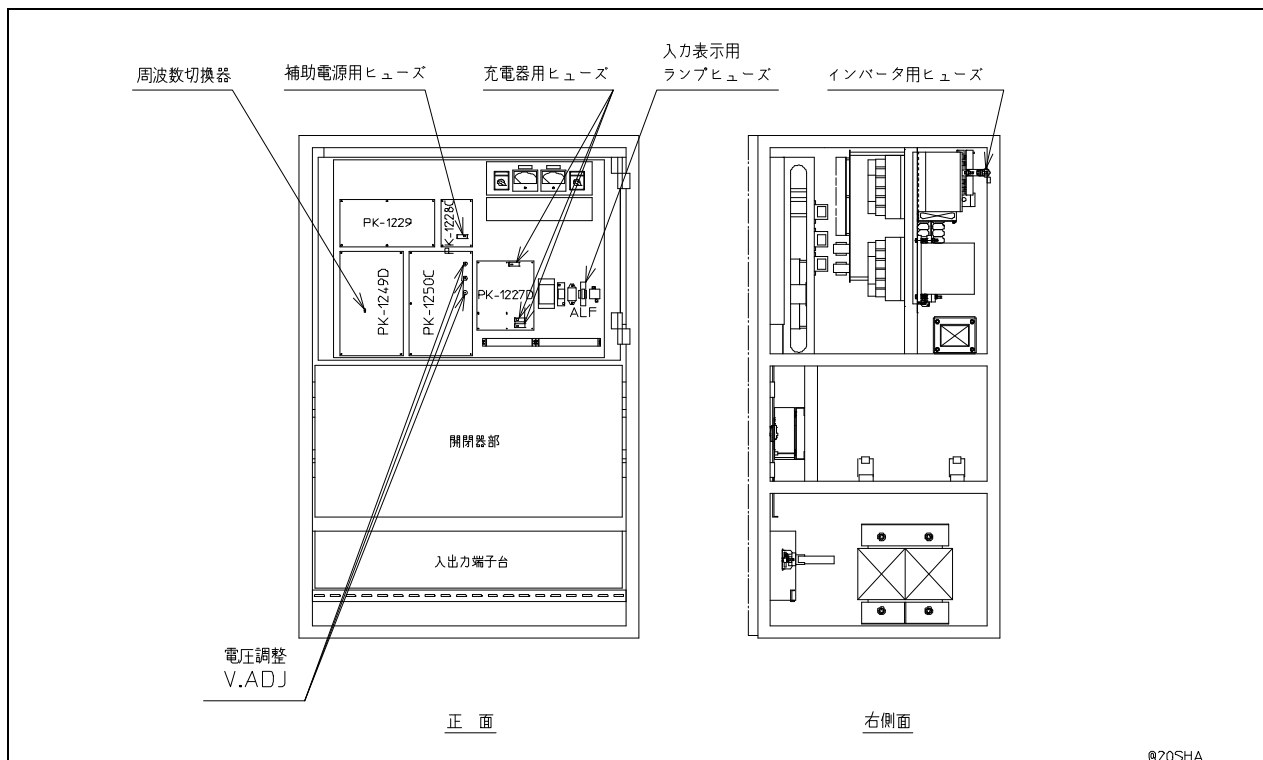 周波数切換器
補助電源用ヒューズ
充電器用ヒューズ
入力表示用
ランプヒューズ
インバータ用ヒューズ
PK-1229
PK-1228C
PK-1249D
PK-1250C
PK-1227D
ALF
開閉器部
入出力端子台
電圧調整
V.ADJ
正 面
右側面
@20SHA